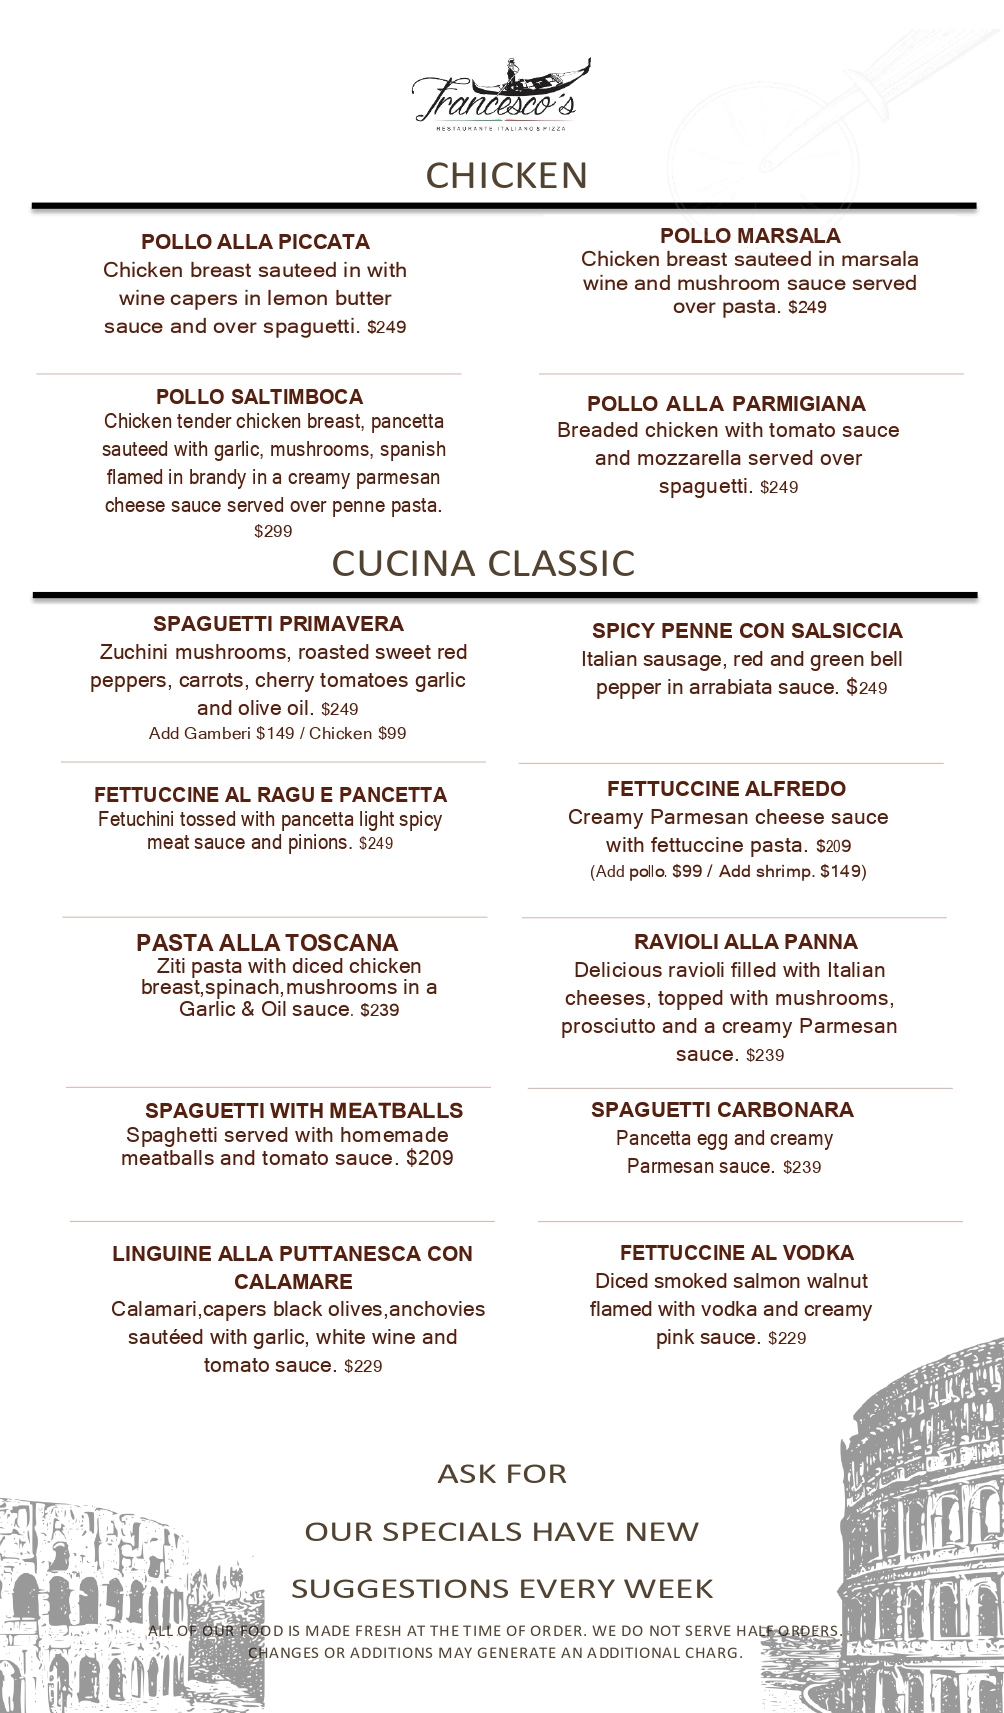 Francesco's
RESTAURANTE ITALIANO & PIZZA
CHICKEN
POLLO ALLA PICCATA
Chicken breast sauteed in with
wine capers in lemon butter
sauce and over spaguetti. $249
POLLO MARSALA
Chicken breast sauteed in marsala
wine and mushroom sauce served
over pasta. $249
POLLO SALTIMBOCA
Chicken tender chicken breast, pancetta
sauteed with garlic, mushrooms, spanish
flamed in brandy in a creamy parmesan
cheese sauce served over penne pasta.
$299
POLLO ALLA PARMIGIANA
Breaded chicken with tomato sauce
and mozzarella served over
spaguetti. $249
CUCINA CLASSIC
SPAGUETTI PRIMAVERA
Zuchini mushrooms, roasted sweet red
peppers, carrots, cherry tomatoes garlic
and olive oil. $249
Add Gamberi $149 / Chicken $99
SPICY PENNE CON SALSICCIA
Italian sausage, red and green bell
pepper in arrabiata sauce. $249
FETTUCCINE AL RAGU E PANCETTA
Fetuchini tossed with pancetta light spicy
meat sauce and pinions. $249
FETTUCCINE ALFREDO
Creamy Parmesan cheese sauce
with fettuccine pasta. $209
(Add pollo. $99 / Add shrimp. $149)
PASTA ALLA TOSCANA
Ziti pasta with diced chicken
breast,spinach,mushrooms in a
Garlic & Oil sauce. $239
RAVIOLI ALLA PANNA
Delicious ravioli filled with Italian
cheeses, topped with mushrooms,
prosciutto and a creamy Parmesan
sauce. $239
SPAGUETTI WITH MEATBALLS
Spaghetti served with homemade
meatballs and tomato sauce. $209
SPAGUETTI CARBONARA
Pancetta egg and creamy
Parmesan sauce. $239
LINGUINE ALLA PUTTANESCA CON
CALAMARE
Calamari,capers black olives,anchovies
sautéed with garlic, white wine and
tomato sauce. $229
FETTUCCINE AL VODKA
Diced smoked salmon walnut
flamed with vodka and creamy
pink sauce. $229
ASK FOR
OUR SPECIALS HAVE NEW
SUGGESTIONS EVERY WEEK
ALL OF OUR FOOD IS MADE FRESH AT THE TIME OF ORDER. WE DO NOT SERVE HALF ORDERS.
CHANGES OR ADDITIONS MAY GENERATE AN ADDITIONAL CHARG.